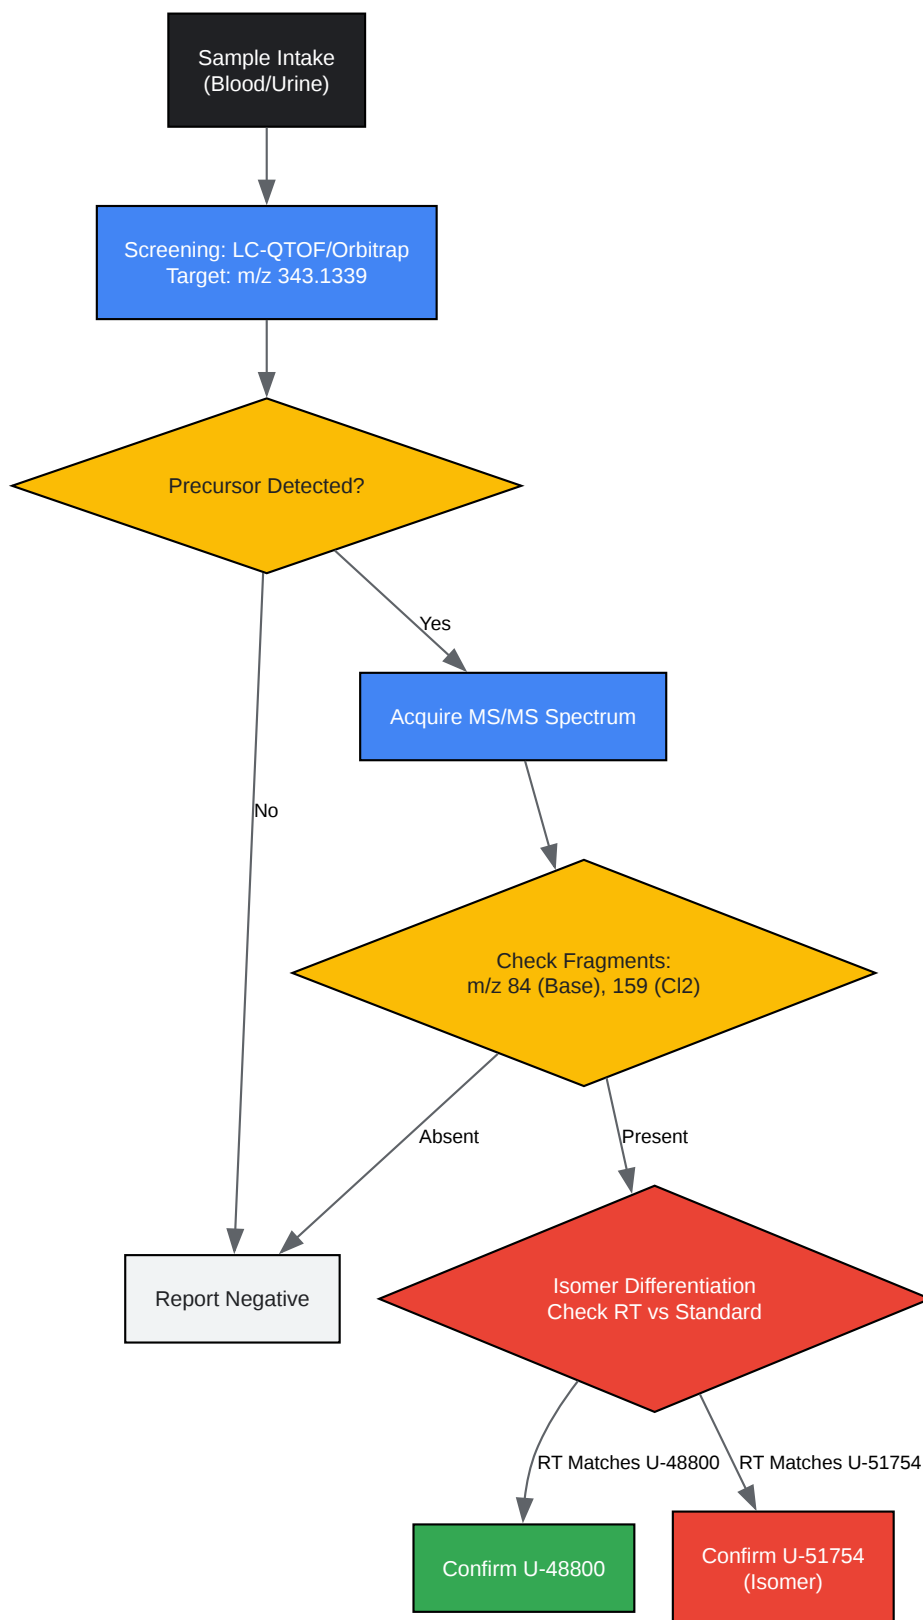 Sample Intake
(Blood/Urine)
Screening: LC-QTOF/Orbitrap
Target: m/z 343.1339
Precursor Detected?
Yes
Acquire MS/MS Spectrum
No
Check Fragments:
m/z 84 (Base), 159 (Cl2)
Absent
Present
Report Negative
Isomer Differentiation
Check RT vs Standard
RT Matches U-48800
RT Matches U-51754
Confirm U-48800
Confirm U-51754
(Isomer)